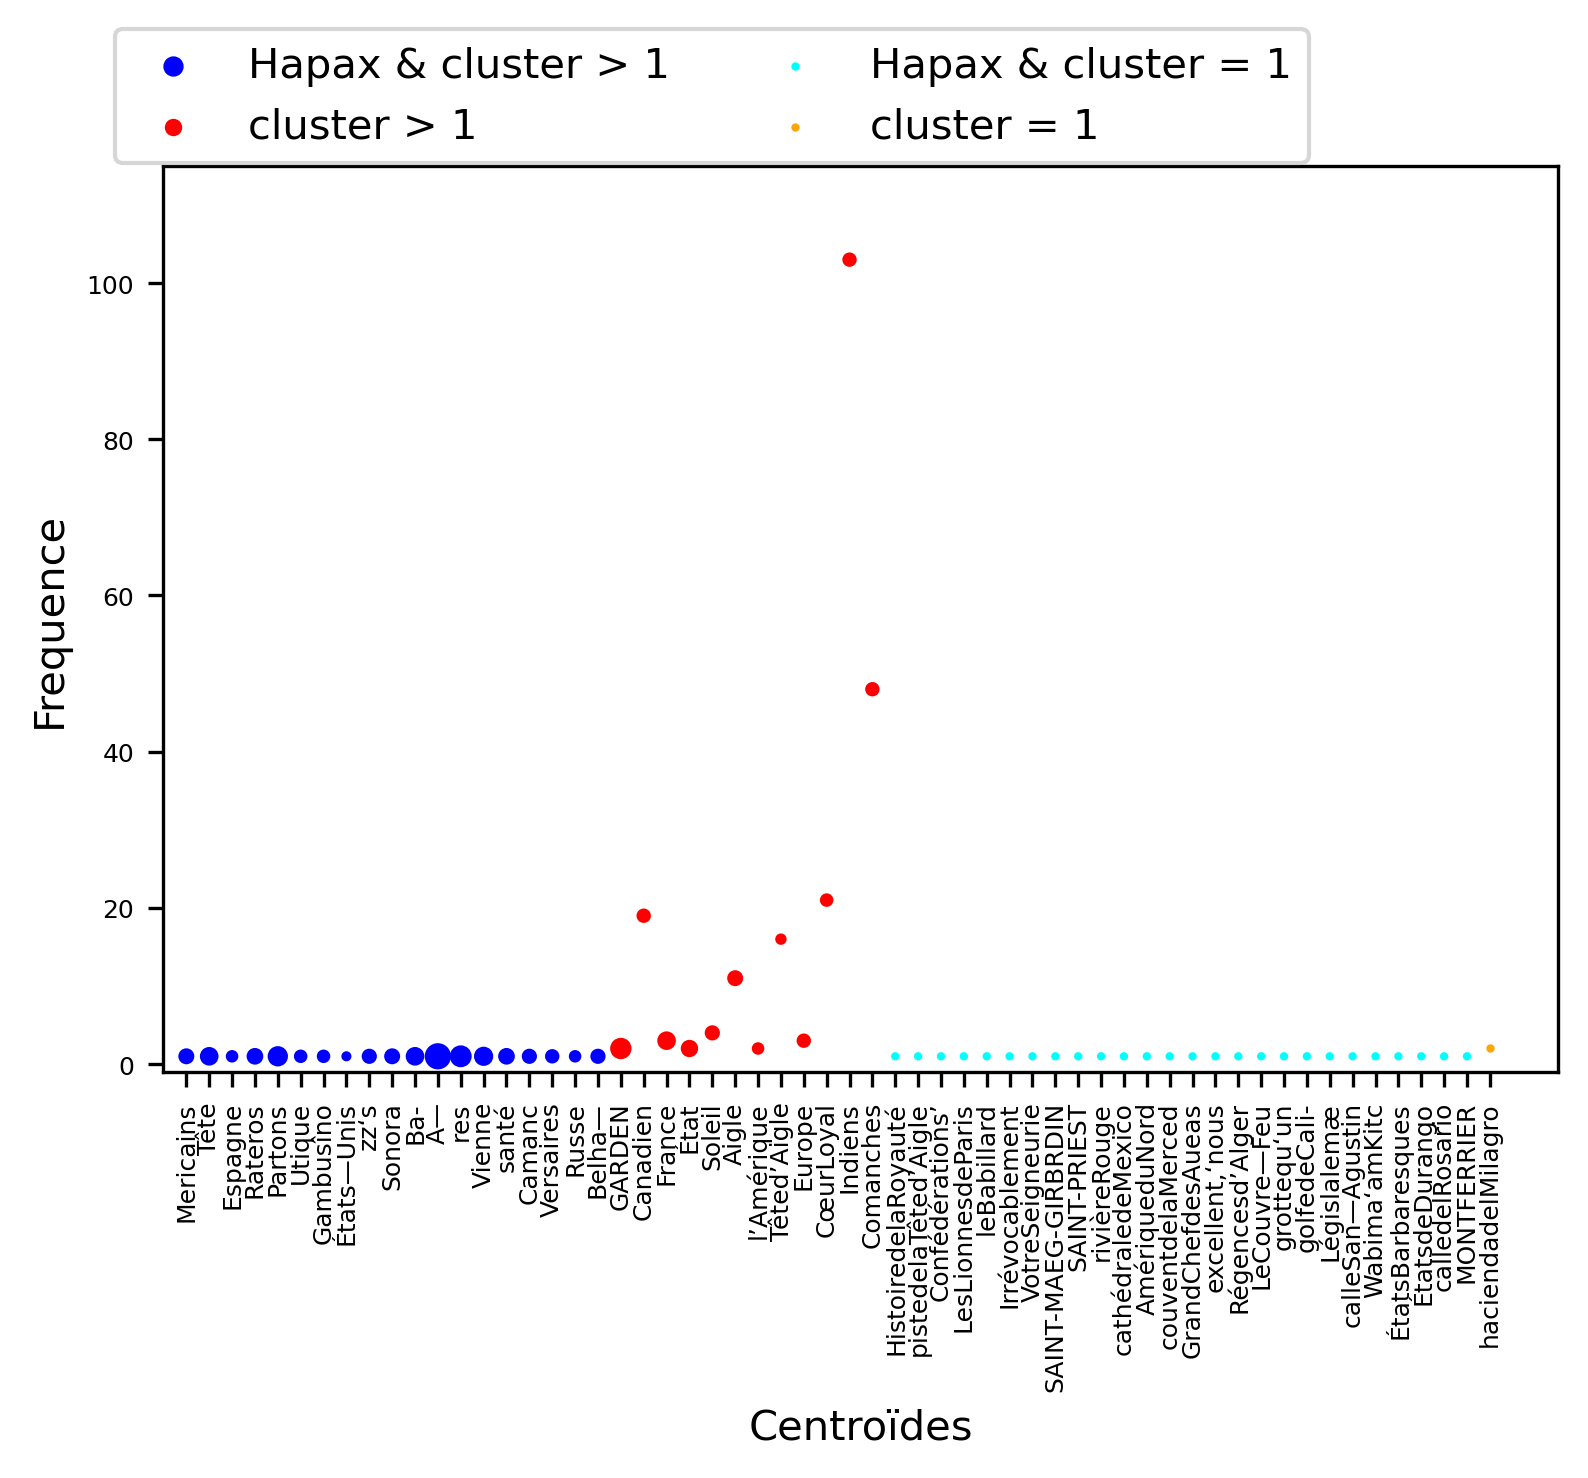 Hapax & cluster > 1
cluster > 1
Hapax & cluster = 1
cluster = 1
Frequence
100
80
60
40
20
0
Mericains
Tête
Espagne
Rateros
Partons
Utique
Gambusino
États—Unis
zz‘s
Sonora
Ba-
A—
res
Vienne
santé
Camanc
Versaires
Russe
Belha—
GARDEN
Canadien
France
Etat
Soleil
Aigle
l’Amérique
Têted’Aigle
Europe
CœurLoyal
Indiens
Comanches
HistoiredelaRoyauté
pistedelaTêted’Aigle
Confédérations’
LesLionnesdeParis
leBabillard
Irrévocablement
VotreSeigneurie
SAINT-MAEG-GIRBRDIN
SAINT-PRIEST
rivièreRouge
cathédraledeMexico
AmériqueduNord
couventdelaMerced
GrandChefdesAueas
excellent,‘nous
Régencesd’Alger
LeCouvre—Feu
grottequ‘un
golfedeCali-
Législalemæ
calleSan—Agustin
Wabima‘amKitc
ÉtatsBarbaresques
EtatsdeDurango
calledelRosario
MONTFERRIER
haciendadelMilagro
Centroïdes